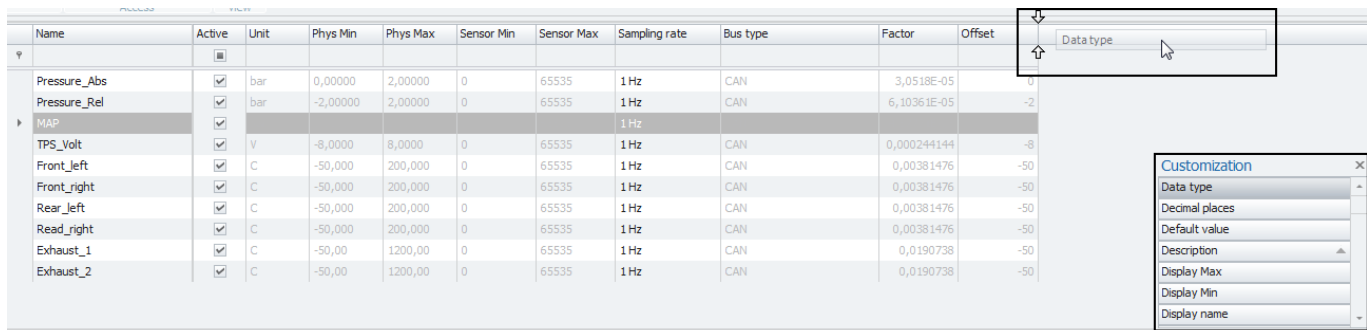 Access VIEW
Name Active Unit Phys Min Phys Max Sensor Min Sensor Max Sampling rate Bus type Factor Offset Data type
Pressure_Abs bar 0,00000 2,00000 0 65535 1 Hz CAN 3,0518E-05 0
Pressure_Rel bar -2,00000 2,00000 0 65535 1 Hz CAN 6,10361E-05 -2
MAP 1 Hz
TPS_Volt V -8,0000 8,0000 0 65535 1 Hz CAN 0,000244144 -8
Front_left C -50,000 200,000 0 65535 1 Hz CAN 0,00381476 -50
Front_right C -50,000 200,000 0 65535 1 Hz CAN 0,00381476 -50
Rear_left C -50,000 200,000 0 65535 1 Hz CAN 0,00381476 -50
Read_right C -50,000 200,000 0 65535 1 Hz CAN 0,00381476 -50
Exhaust_1 C -50,00 1200,00 0 65535 1 Hz CAN 0,0190738 -50
Exhaust_2 C -50,00 1200,00 0 65535 1 Hz CAN 0,0190738 -50
Customization
Data type
Decimal places
Default value
Description
Display Max
Display Min
Display name